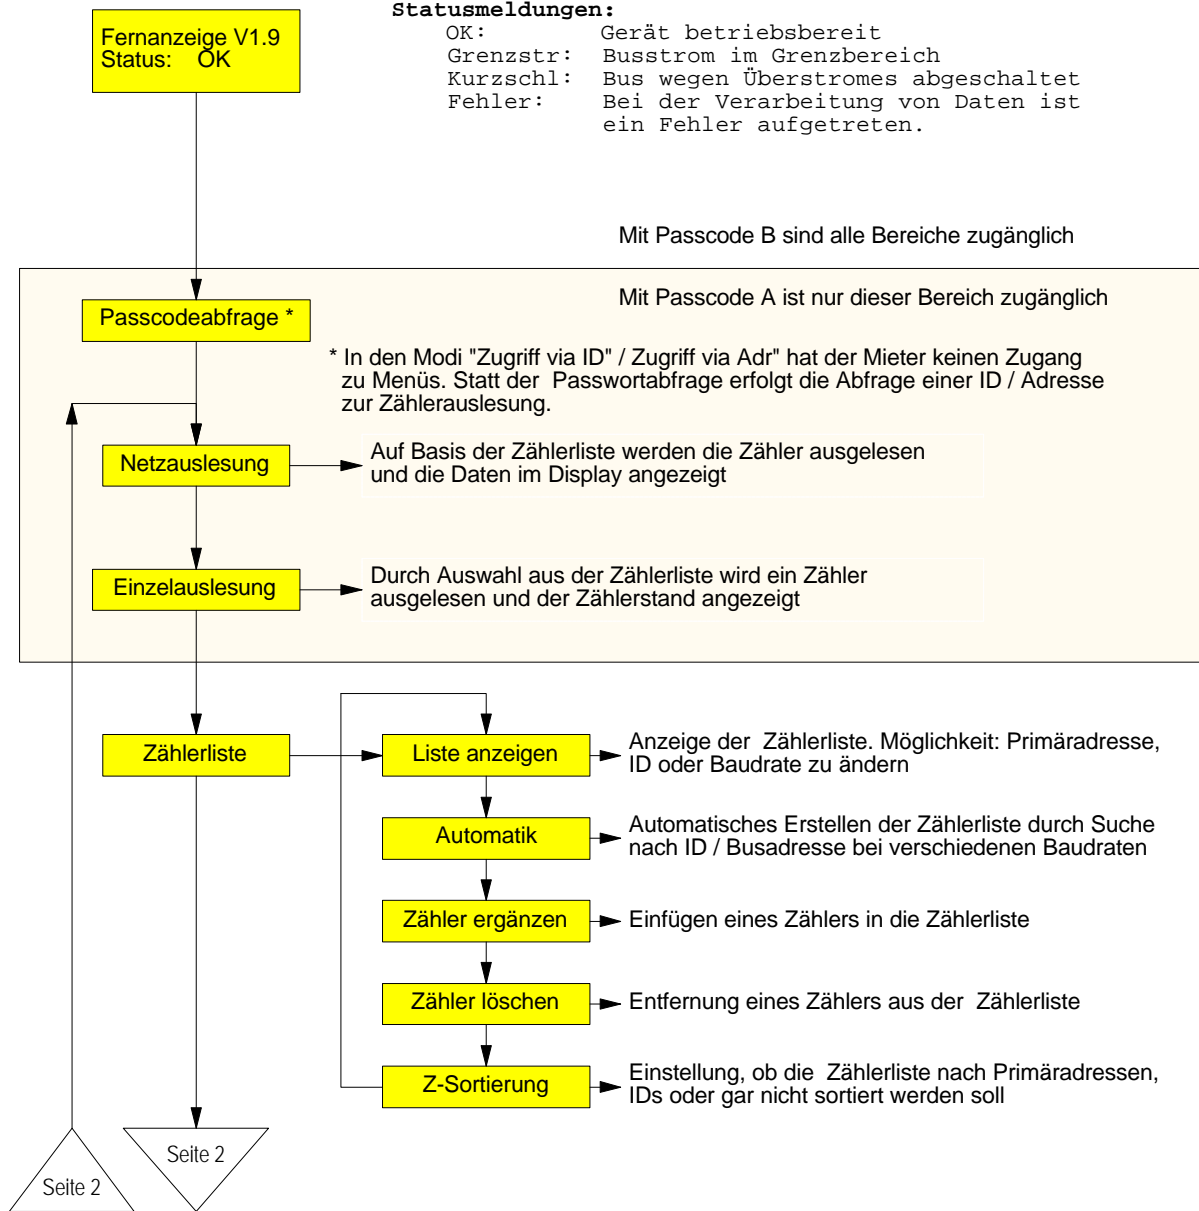 Statusmeldungen:
Fernanzeige V1.9
Status: OK
OK: Gerät betriebsbereit
Grenzstr: Busstrom im Grenzbereich
Kurzschl: Bus wegen Überstromes abgeschaltet
Fehler: Bei der Verarbeitung von Daten ist
ein Fehler aufgetreten.
Mit Passcode B sind alle Bereiche zugänglich
Mit Passcode A ist nur dieser Bereich zugänglich
Passcodeabfrage *
* In den Modi "Zugriff via ID" / Zugriff via Adr" hat der Mieter keinen Zugang
zu Menüs. Statt der Passwortabfrage erfolgt die Abfrage einer ID / Adresse
zur Zählerauslesung.
Netzauslesung
Auf Basis der Zählerliste werden die Zähler ausgelesen
und die Daten im Display angezeigt
Einzelauslesung
Durch Auswahl aus der Zählerliste wird ein Zähler
ausgelesen und der Zählerstand angezeigt
Zählerliste
Liste anzeigen
Anzeige der Zählerliste. Möglichkeit: Primäradresse,
ID oder Baudrate zu ändern
Automatik
Automatisches Erstellen der Zählerliste durch Suche
nach ID / Busadresse bei verschiedenen Baudraten
Zähler ergänzen
Einfügen eines Zählers in die Zählerliste
Zähler löschen
Entfernung eines Zählers aus der Zählerliste
Z-Sortierung
Einstellung, ob die Zählerliste nach Primäradressen,
IDs oder gar nicht sortiert werden soll
Seite 2
Seite 2